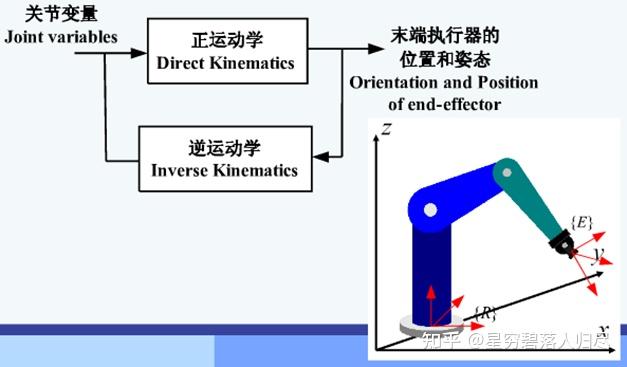 关节变量
Joint variables
正运动学
Direct Kinematics
末端执行器的
位置和姿态
Orientation and Position
of end-effector
逆运动学
Inverse Kinematics
z
{E}
y
{R}
x
知乎 @星穷碧落人归尽